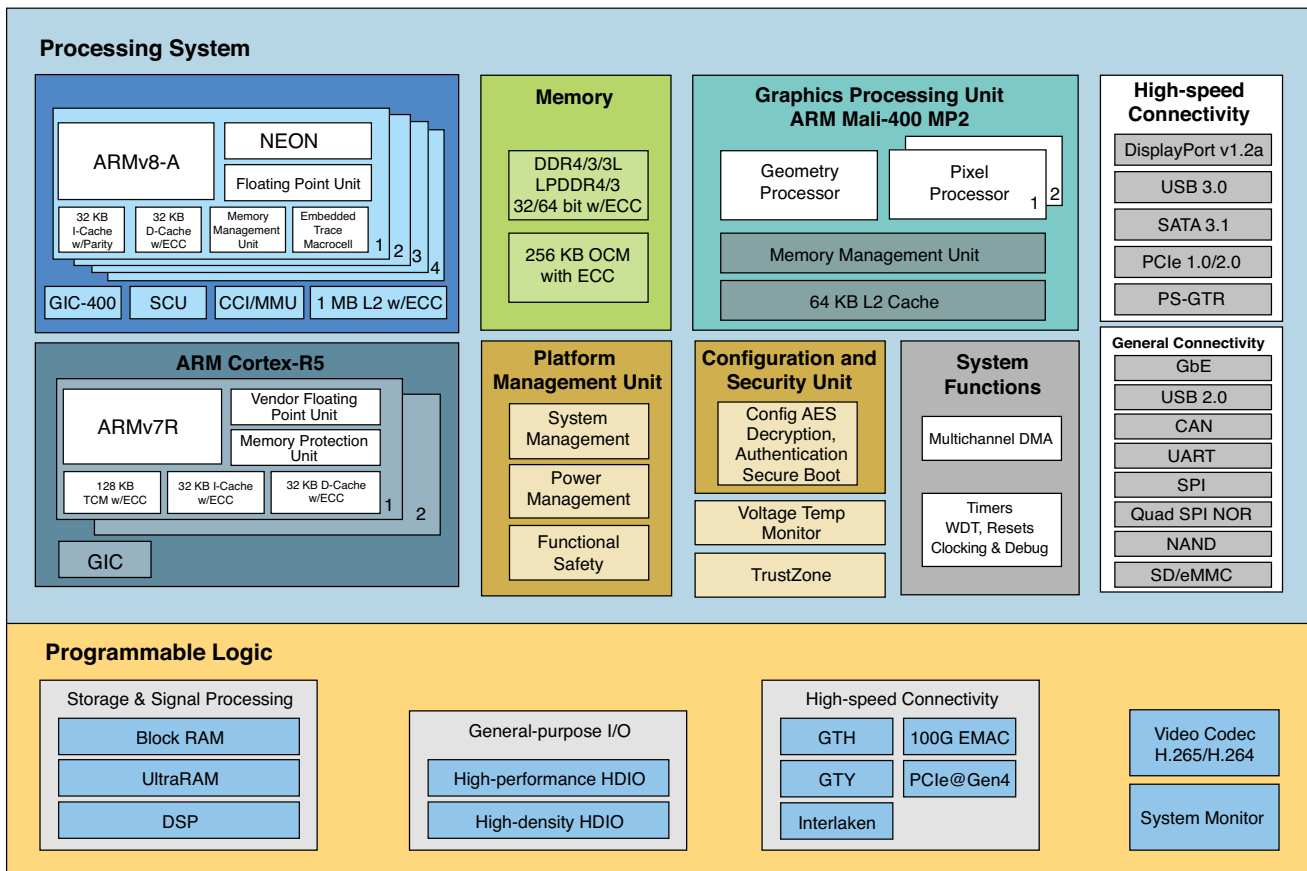 Processing System
ARMv8-A
NEON
Floating Point Unit
32 KB
I-Cache
w/Parity
32 KB
D-Cache
w/ECC
Memory
Management
Unit
Embedded
Trace
Macrocell
1
2
3
4
GIC-400
SCU
CCI/MMU
1 MB L2 w/ECC
Memory
DDR4/3/3L
LPDDR4/3
32/64 bit w/ECC
256 KB OCM
with ECC
Graphics Processing Unit
ARM Mali-400 MP2
Geometry
Processor
Pixel
Processor
1
2
Memory Management Unit
64 KB L2 Cache
High-speed
Connectivity
DisplayPort v1.2a
USB 3.0
SATA 3.1
PCIe 1.0/2.0
PS-GTR
ARM Cortex-R5
ARMv7R
Vendor Floating
Point Unit
Memory Protection
Unit
128 KB
TCM w/ECC
32 KB I-Cache
w/ECC
32 KB D-Cache
w/ECC
1
2
GIC
Platform
Management Unit
System
Management
Power
Management
Functional
Safety
Configuration and
Security Unit
Config AES
Decryption,
Authentication
Secure Boot
Voltage Temp
Monitor
TrustZone
System
Functions
Multichannel DMA
Timers
WDT, Resets
Clocking & Debug
General Connectivity
GbE
USB 2.0
CAN
UART
SPI
Quad SPI NOR
NAND
SD/eMMC
Programmable Logic
Storage & Signal Processing
Block RAM
UltraRAM
DSP
General-purpose I/O
High-performance HDIO
High-density HDIO
High-speed Connectivity
GTH
100G EMAC
GTY
PCIe@Gen4
Interlaken
Video Codec
H.265/H.264
System Monitor